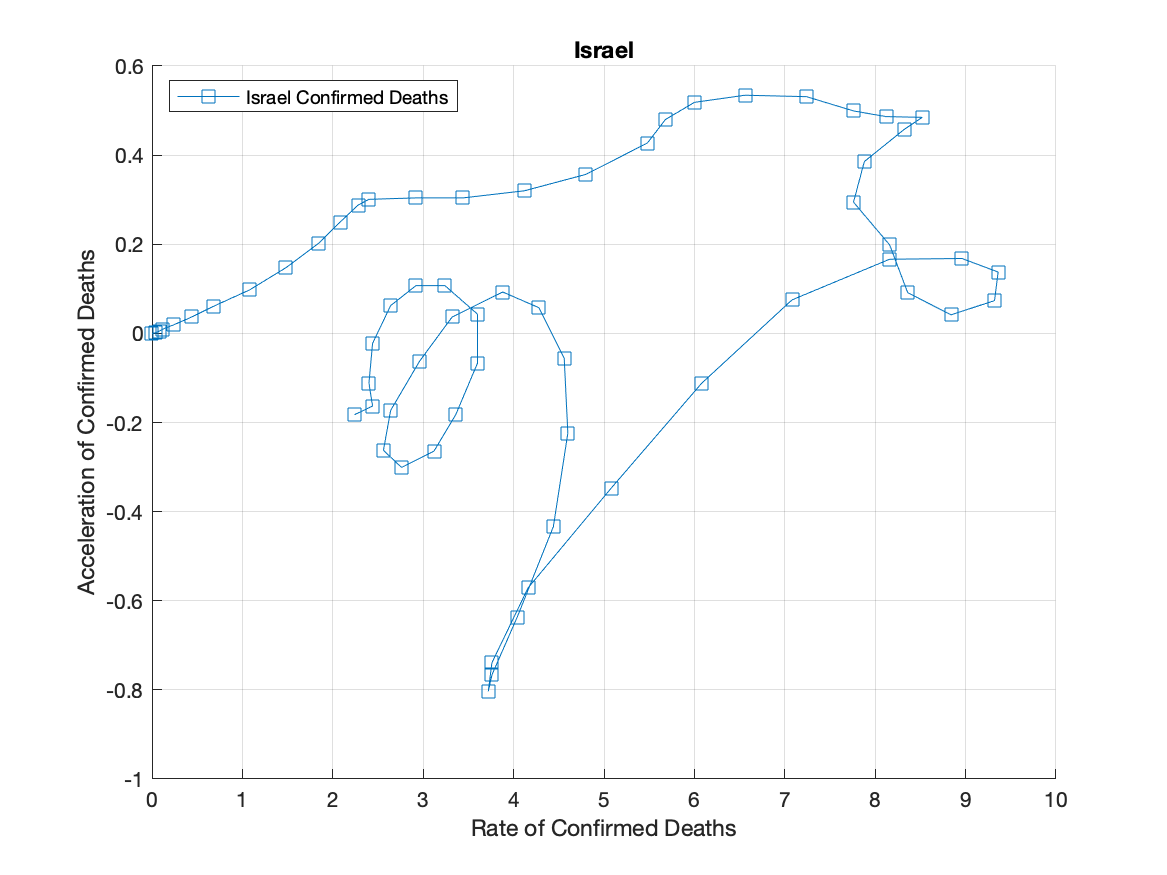 Israel
Israel Confirmed Deaths
Acceleration of Confirmed Deaths
0.6
0.4
0.2
0
-0.2
-0.4
-0.6
-0.8
-1
0 1 2 3 4 5 6 7 8 9 10
Rate of Confirmed Deaths